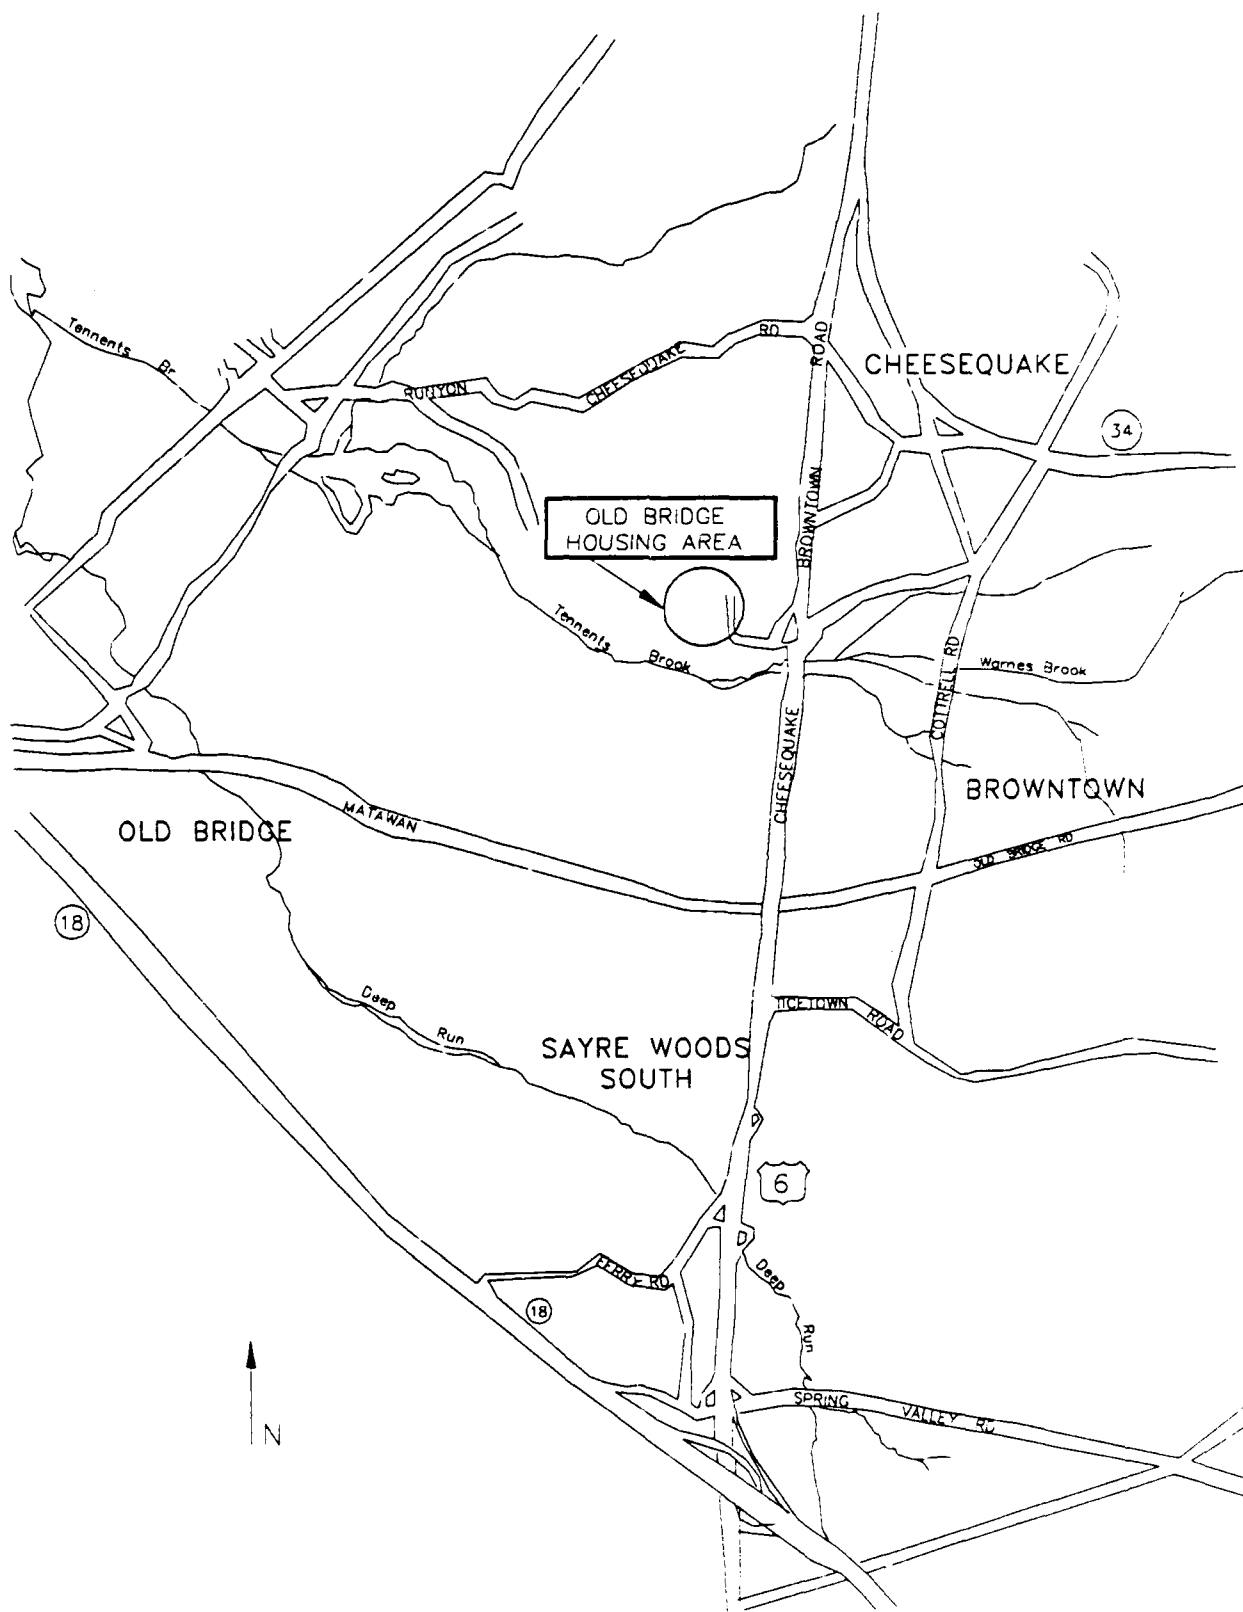 Tennents Br
RUNYON
CHEESEQUAKE
RD
ROAD
CHEESEQUAKE
34
BROWNTOWN
OLD BRIDGE
HOUSING AREA
Tennents Brook
COTTRELL RD
Warnes Brook
CHEESEQUAKE
BROWNTOWN
MATAWAN
OLD BRIDGE
OLD BRIDGE RD
18
Deep Run
TICETOWN ROAD
SAYRE WOODS
SOUTH
6
FERRY RD
Deep Run
18
SPRING VALLEY RD
N